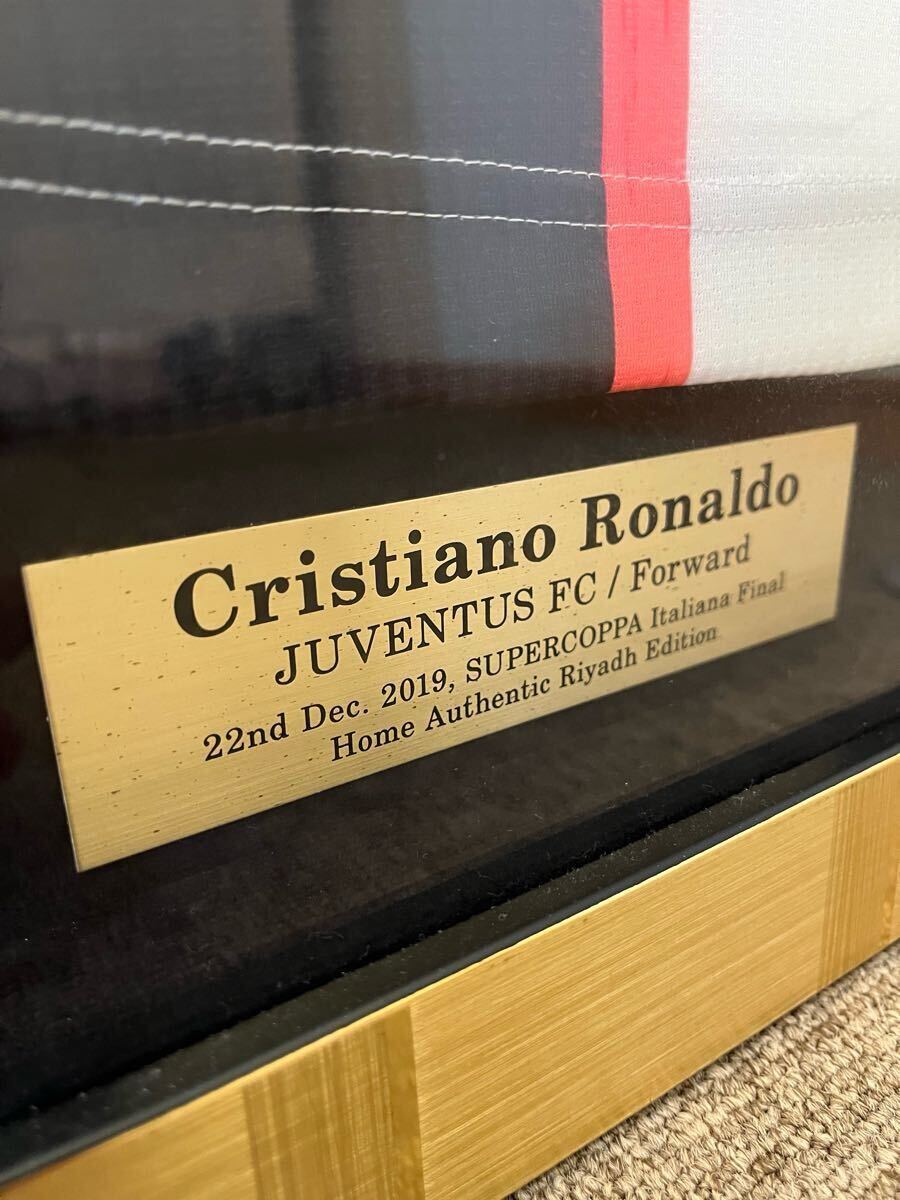 Cristiano Ronaldo
JUVENTUS FC / Forward
22nd Dec. 2019, SUPERCOPPA Italiana Final
Home Authentic Riyadh Edition